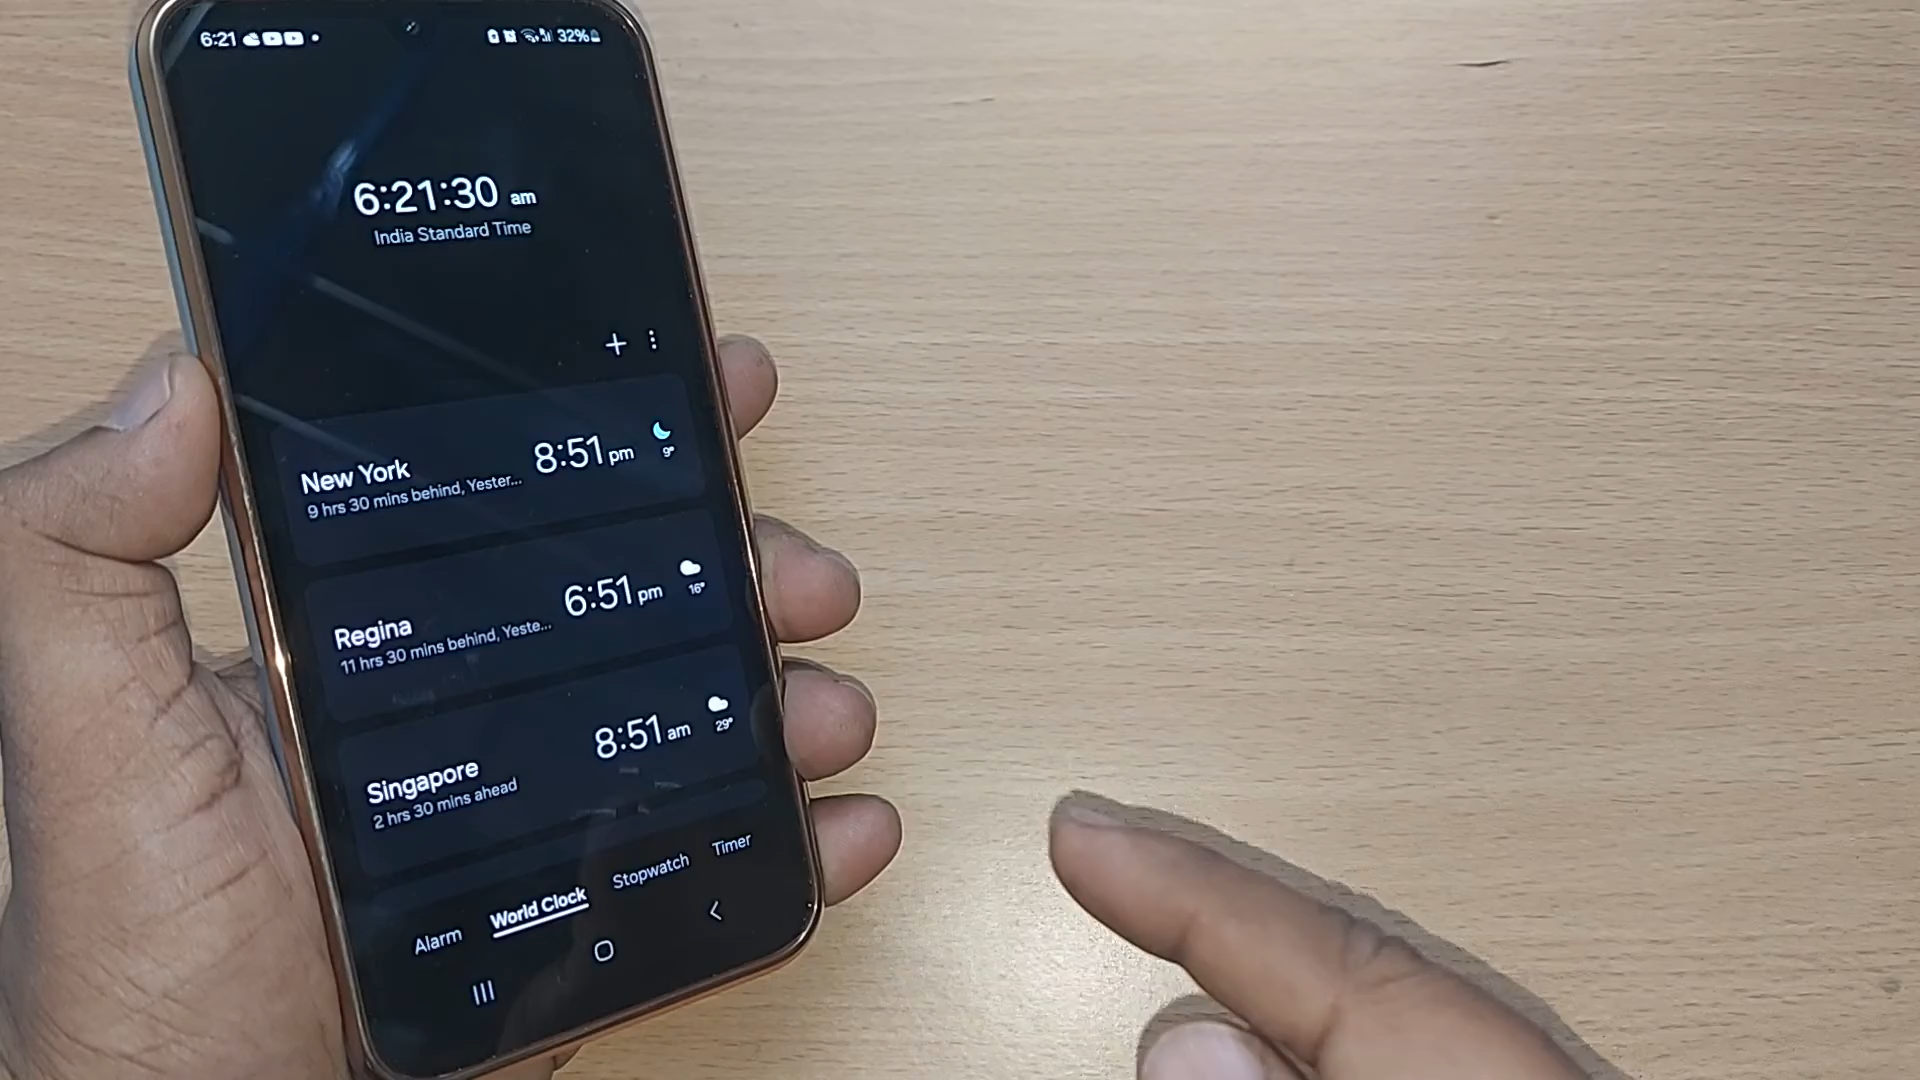 6:21
32%
6:21:30 am
India Standard Time
New York
9 hrs 30 mins behind, Yester...
8:51 pm
9°
Regina
11 hrs 30 mins behind, Yeste...
6:51 pm
16°
Singapore
2 hrs 30 mins ahead
8:51 am
29°
Alarm
World Clock
Stopwatch
Timer